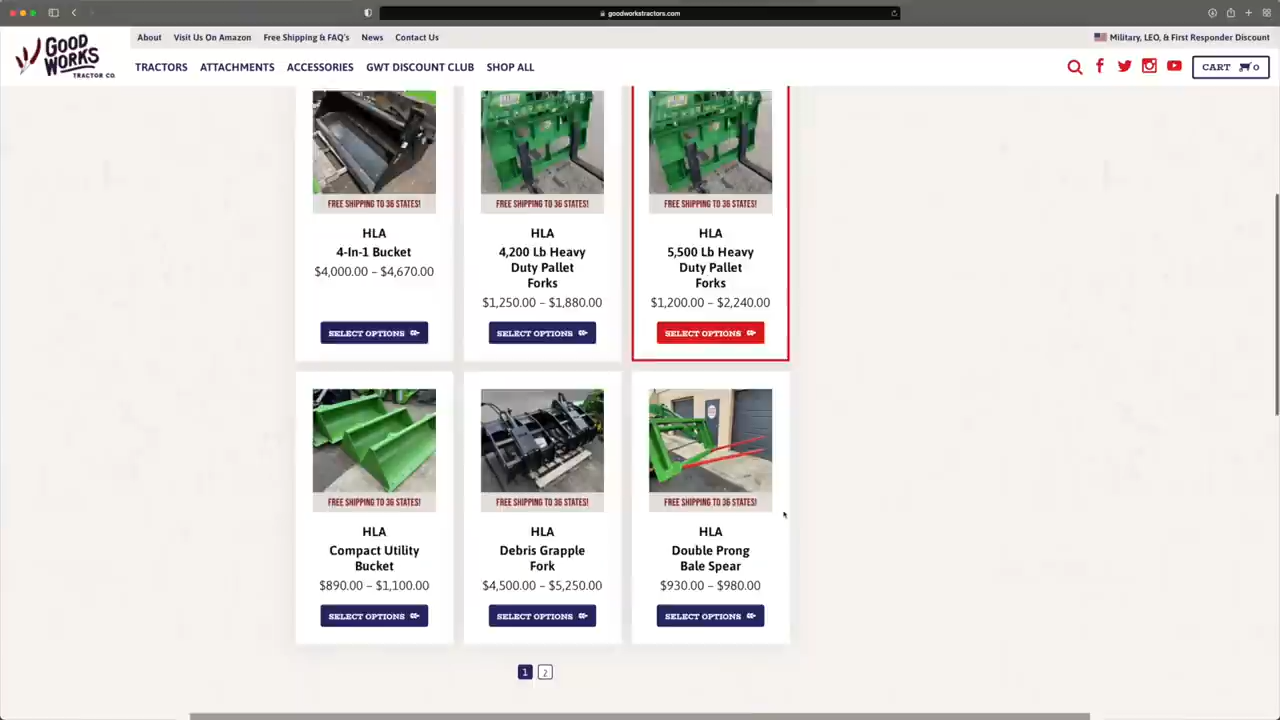 goodworkstractors.com
GOOD
WORKS
TRACTOR CO.
About Visit Us On Amazon Free Shipping & FAQ's News Contact Us
Military, LEO, & First Responder Discount
TRACTORS ATTACHMENTS ACCESSORIES GWT DISCOUNT CLUB SHOP ALL
CART 0
FREE SHIPPING TO 36 STATES!
HLA
4-In-1 Bucket
$4,000.00 – $4,670.00
SELECT OPTIONS
FREE SHIPPING TO 36 STATES!
HLA
4,200 Lb Heavy
Duty Pallet
Forks
$1,250.00 – $1,880.00
SELECT OPTIONS
FREE SHIPPING TO 36 STATES!
HLA
5,500 Lb Heavy
Duty Pallet
Forks
$1,200.00 – $2,240.00
SELECT OPTIONS
FREE SHIPPING TO 36 STATES!
HLA
Compact Utility
Bucket
$890.00 – $1,100.00
SELECT OPTIONS
FREE SHIPPING TO 36 STATES!
HLA
Debris Grapple
Fork
$4,500.00 – $5,250.00
SELECT OPTIONS
FREE SHIPPING TO 36 STATES!
HLA
Double Prong
Bale Spear
$930.00 – $980.00
SELECT OPTIONS
1 2